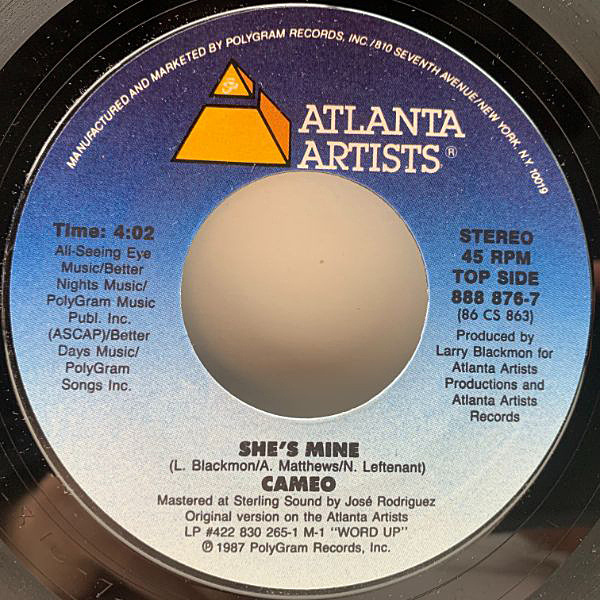 MANUFACTURED AND MARKETED BY POLYGRAM RECORDS, INC./810 SEVENTH AVENUE/NEW YORK, N.Y. 10019
ATLANTA
ARTISTS®
Time: 4:02
All-Seeing Eye
Music/Better
Nights Music/
PolyGram Music
Publ. Inc.
(ASCAP)/Better
Days Music/
PolyGram
Songs Inc.
STEREO
45 RPM
TOP SIDE
888 876-7
(86 CS 863)
Produced by
Larry Blackmon for
Atlanta Artists
Productions and
Atlanta Artists
Records
SHE'S MINE
(L. Blackmon/A. Matthews/N. Leftenant)
CAMEO
Mastered at Sterling Sound by José Rodriguez
Original version on the Atlanta Artists
LP #422 830 265-1 M-1 "WORD UP"
℗ 1987 PolyGram Records, Inc.